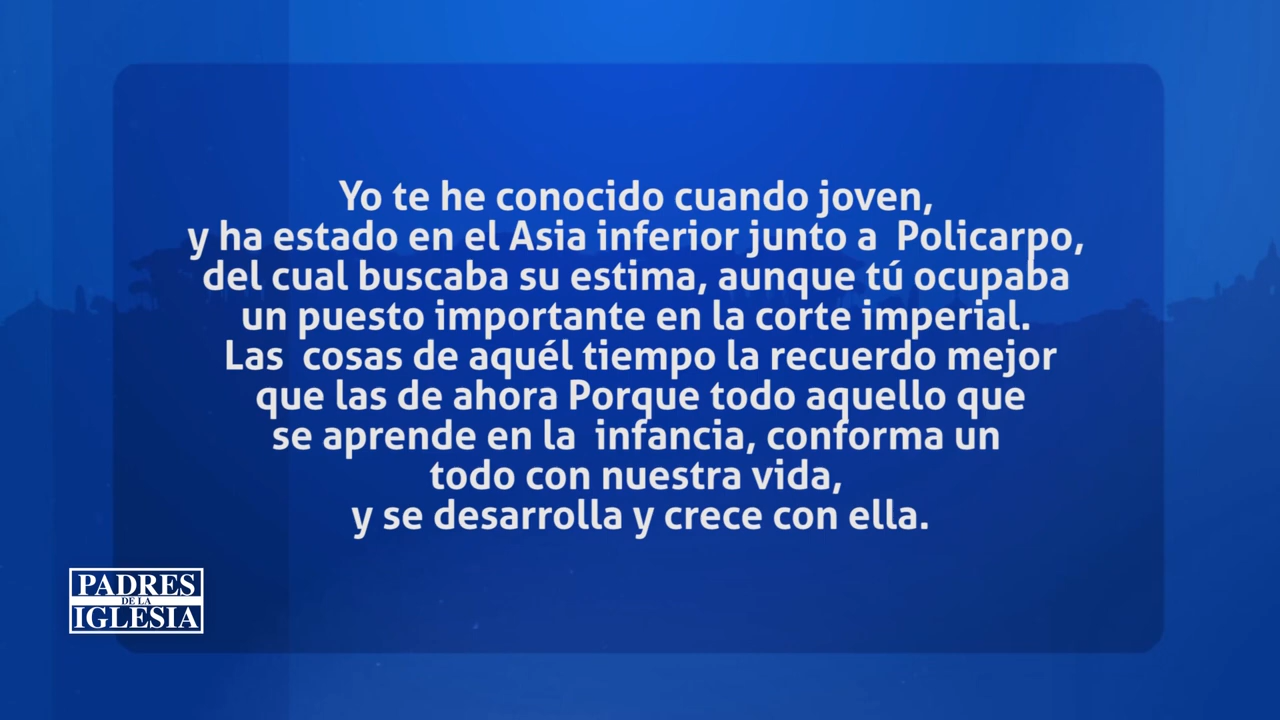 Yo te he conocido cuando joven,
y ha estado en el Asia inferior junto a  Policarpo,
del cual buscaba su estima, aunque tú ocupaba
un puesto importante en la corte imperial.
Las  cosas de aquél tiempo la recuerdo mejor
que las de ahora Porque todo aquello que
se aprende en la  infancia, conforma un
todo con nuestra vida,
y se desarrolla y crece con ella.
PADRES
DE LA
IGLESIA